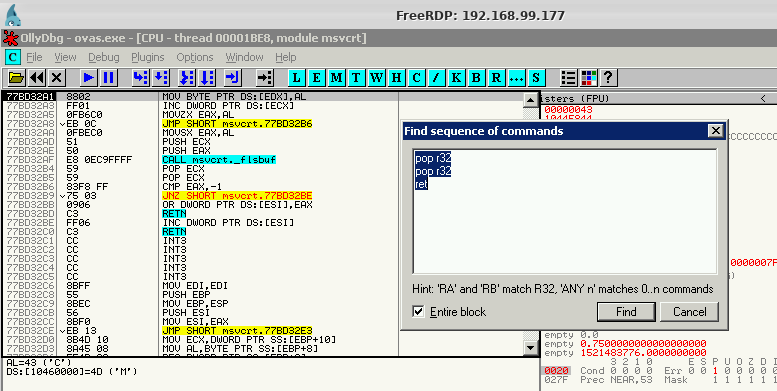 FreeRDP: 192.168.99.177
OllyDbg - ovas.exe - [CPU - thread 00001BE8, module msvcrt]
C File View Debug Plugins Options Window Help
L E M T W H C / K B R ... S ?
77BD32A1 8802 MOV BYTE PTR DS:[EDX],AL
77BD32A3 FF01 INC DWORD PTR DS:[ECX]
77BD32A5 0FB6C0 MOVZX EAX,AL
77BD32A8 EB 0C JMP SHORT msvcrt.77BD32B6
77BD32AA 0FBEC0 MOVSX EAX,AL
77BD32AD 51 PUSH ECX
77BD32AE 50 PUSH EAX
77BD32AF E8 0EC9FFFF CALL msvcrt._flsbuf
77BD32B4 59 POP ECX
77BD32B5 59 POP ECX
77BD32B6 83F8 FF CMP EAX,-1
77BD32B9 75 03 JNZ SHORT msvcrt.77BD32BE
77BD32BB 0906 OR DWORD PTR DS:[ESI],EAX
77BD32BD C3 RETN
77BD32BE FF06 INC DWORD PTR DS:[ESI]
77BD32C0 C3 RETN
77BD32C1 CC INT3
77BD32C2 CC INT3
77BD32C3 CC INT3
77BD32C4 CC INT3
77BD32C5 CC INT3
77BD32C6 8BFF MOV EDI,EDI
77BD32C8 55 PUSH EBP
77BD32C9 8BEC MOV EBP,ESP
77BD32CB 56 PUSH ESI
77BD32CC 8BF0 MOV ESI,EAX
77BD32CE EB 13 JMP SHORT msvcrt.77BD32E3
77BD32D0 8B4D 10 MOV ECX,DWORD PTR SS:[EBP+10]
77BD32D3 8A45 08 MOV AL,BYTE PTR SS:[EBP+8]
AL=43 ('C')
DS:[10460000]=4D ('M')
isters (FPU) <
00000043
10445844
Find sequence of commands
pop r32
pop r32
ret
Hint: 'RA' and 'RB' match R32, 'ANY n' matches 0..n commands
Entire block
Find
Cancel
empty 0.0
empty 0.7500000000000000
empty 1521483776.0000000000
3 2 1 0 E S P U O Z D I
0020 Cond 0 0 0 0 Err 0 0 1 0 0 0 0 0
027F Prec NEAR,53 Mask 1 1 1 1 1 1